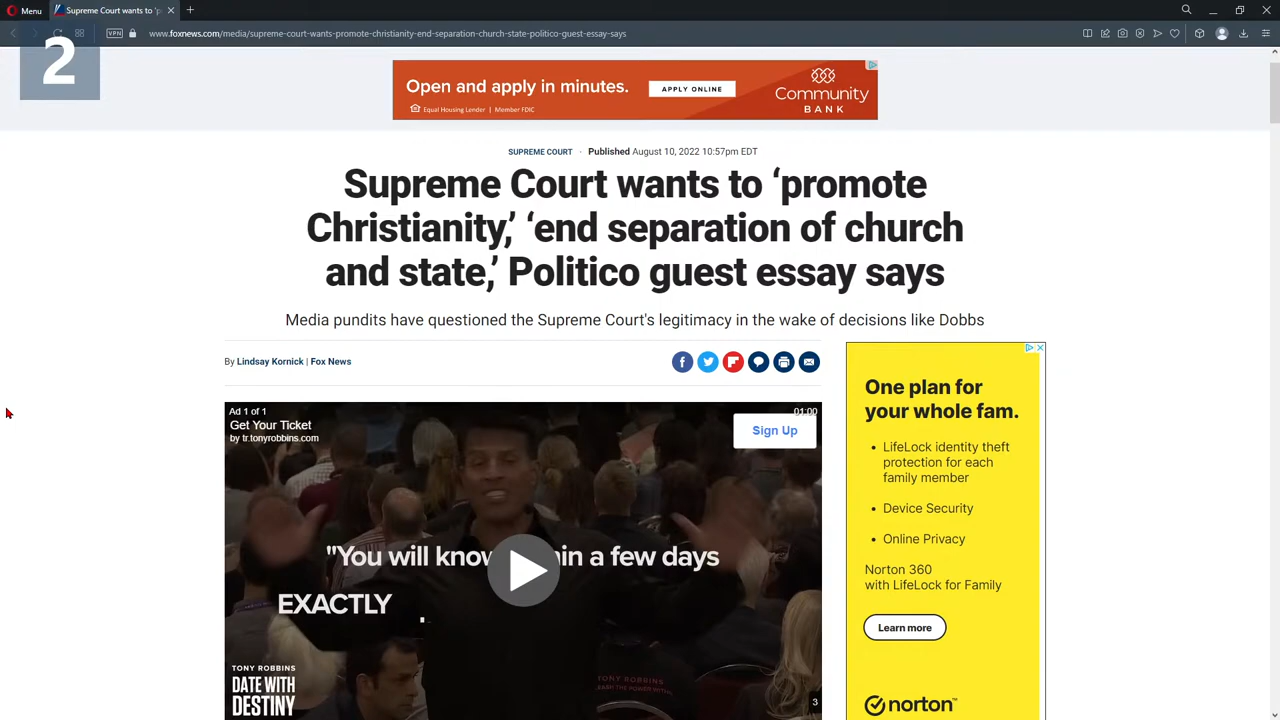 Menu
Supreme Court wants to 'p
VPN
www.foxnews.com/media/supreme-court-wants-promote-christianity-end-separation-church-state-politico-guest-essay-says
2
Open and apply in minutes.
APPLY ONLINE
Community
BANK
Equal Housing Lender | Member FDIC
SUPREME COURT - Published August 10, 2022 10:57pm EDT
Supreme Court wants to ‘promote
Christianity,’ ‘end separation of church
and state,’ Politico guest essay says
Media pundits have questioned the Supreme Court's legitimacy in the wake of decisions like Dobbs
By Lindsay Kornick | Fox News
Ad 1 of 1
01:00
Get Your Ticket
by tr.tonyrobbins.com
Sign Up
"You will know
in a few days
EXACTLY
TONY ROBBINS
DATE WITH
DESTINY
TONY ROBBINS
3
One plan for
your whole fam.
• LifeLock identity theft
protection for each
family member
• Device Security
• Online Privacy
Norton 360
with LifeLock for Family
Learn more
norton™